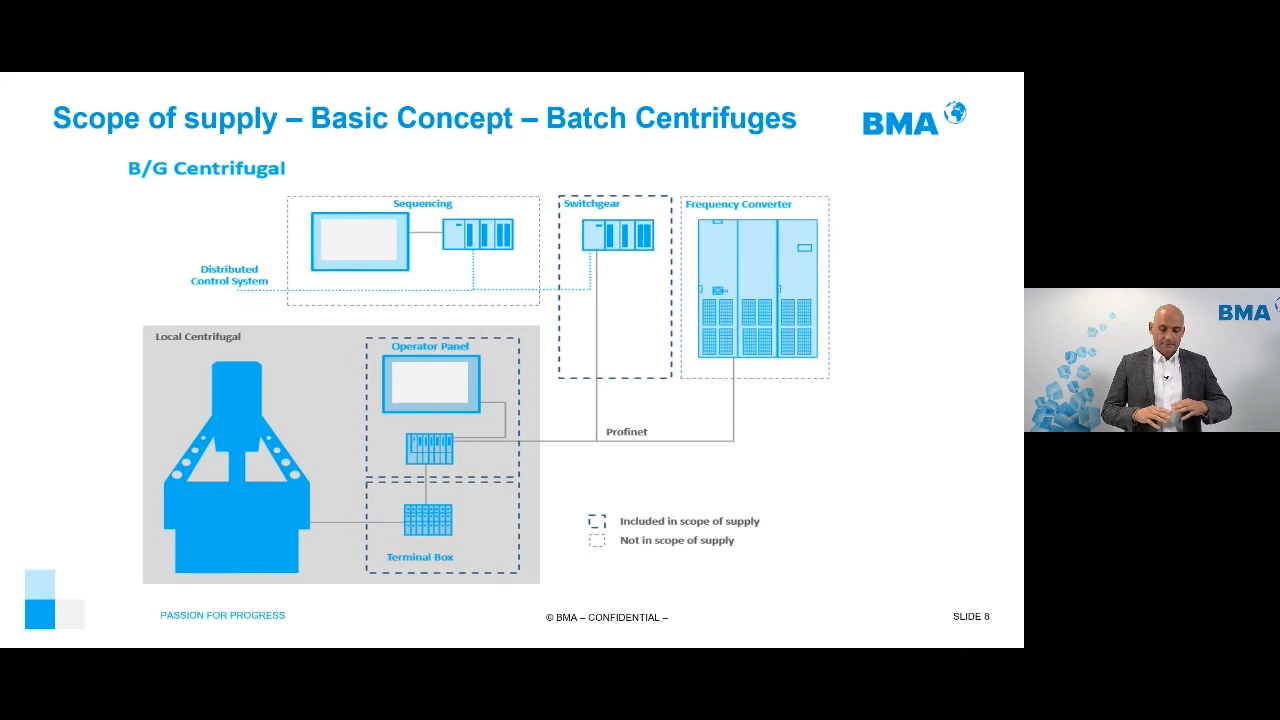 Scope of supply – Basic Concept – Batch Centrifuges
BMA
B/G Centrifugal
Sequencing
Switchgear
Frequency Converter
Distributed
Control System
Local Centrifugal
Operator Panel
Profinet
Terminal Box
Included in scope of supply
Not in scope of supply
PASSION FOR PROGRESS
© BMA – CONFIDENTIAL –
SLIDE 8
BMA